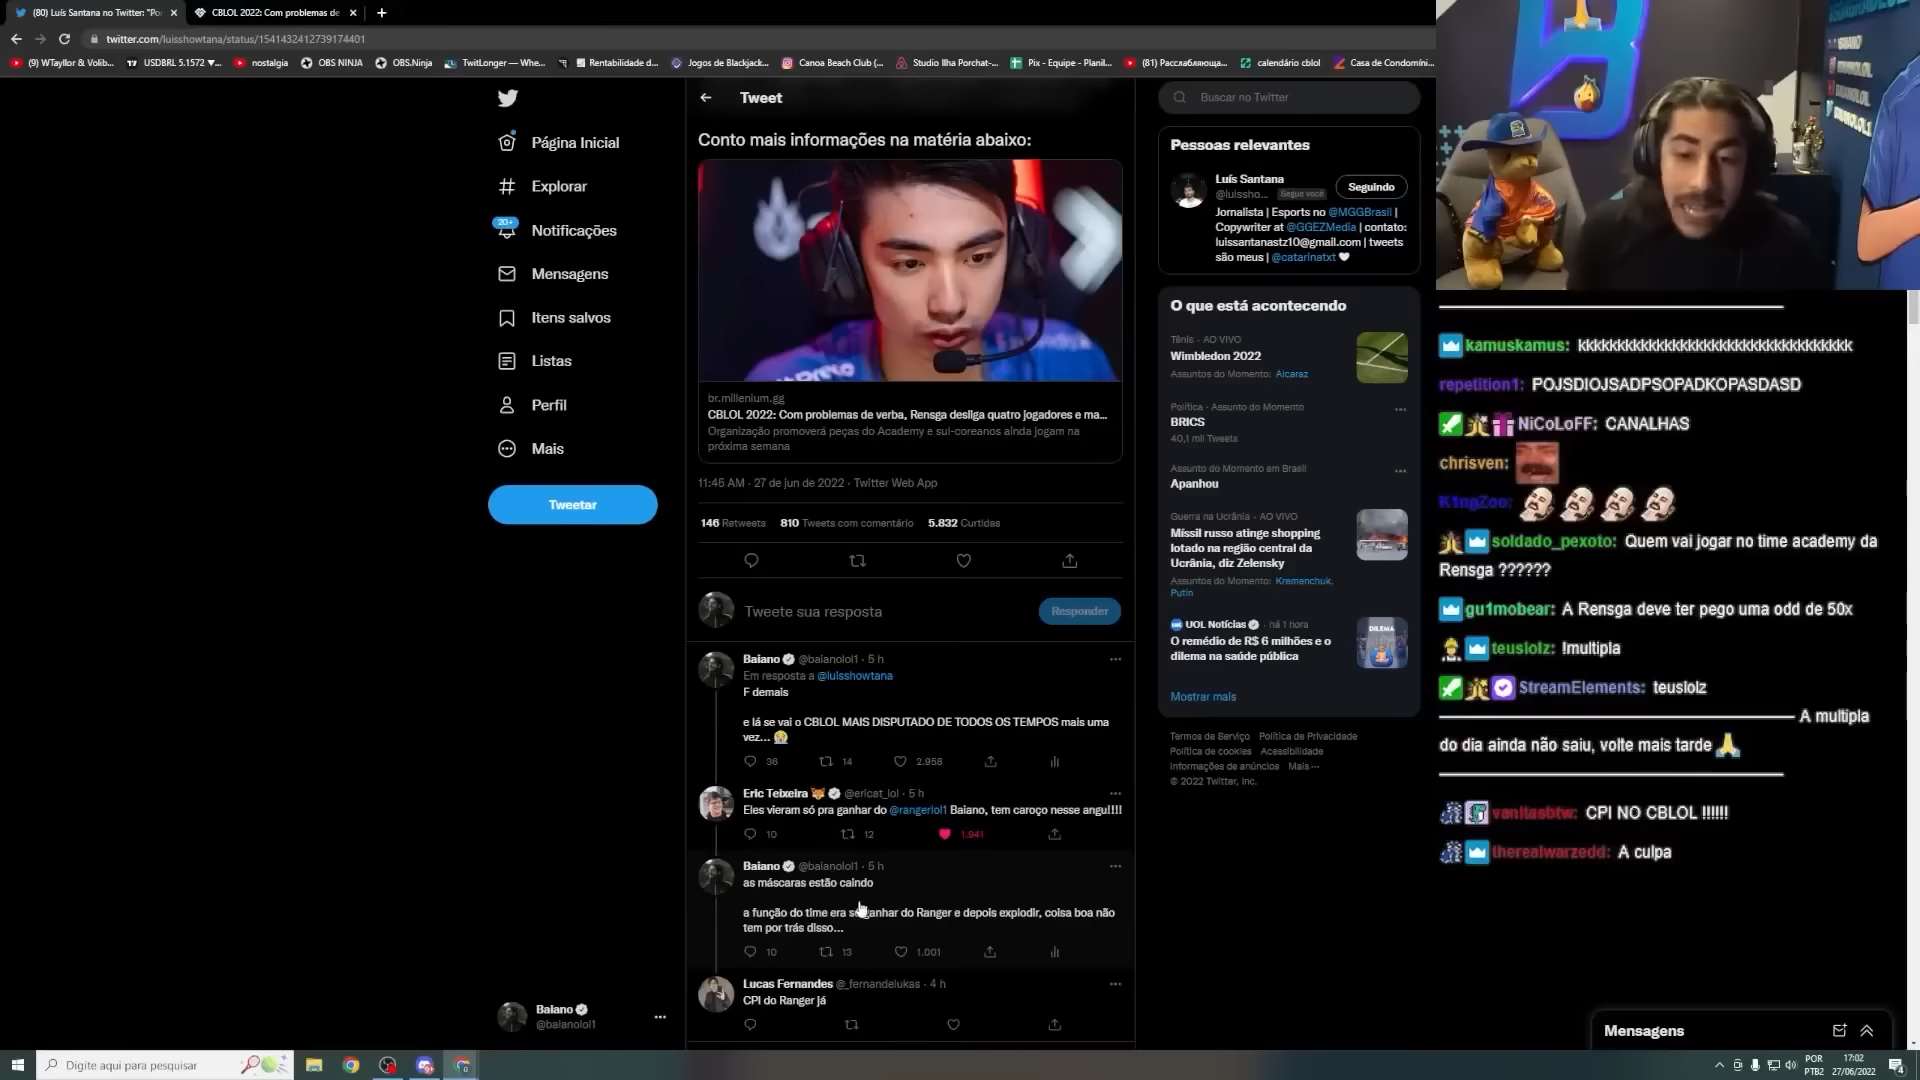 (80) Luís Santana no Twitter: "Po
CBLOL 2022: Com problemas de
twitter.com/luisshowtana/status/1541432412739174401
(9) WTayllor & Volib...
USDBRL 5.1572 ▼...
nostalgia
OBS NINJA
OBS.Ninja
TwitLonger — Whe...
Rentabilidade d...
Jogos de Blackjack...
Canoa Beach Club (...
Studio Ilha Porchat-...
Pix - Equipe - Planil...
(81) Расслабляюща...
calendário cblol
Casa de Condomíni...
Tweet
Página Inicial
Explorar
20+
Notificações
Mensagens
Itens salvos
Listas
Perfil
Mais
Tweetar
Baiano
@baianolol1
Conto mais informações na matéria abaixo:
br.millenium.gg
CBLOL 2022: Com problemas de verba, Rensga desliga quatro jogadores e ma...
Organização promoverá peças do Academy e sul-coreanos ainda jogam na
próxima semana
11:45 AM · 27 de jun de 2022 · Twitter Web App
146 Retweets 810 Tweets com comentário 5.832 Curtidas
Tweete sua resposta
Responder
Baiano @baianolol1 · 5 h
Em resposta a @luisshowtana
F demais
e lá se vai o CBLOL MAIS DISPUTADO DE TODOS OS TEMPOS mais uma
vez... 😭
36 14 2.958
Eric Teixeira 🦊 @ericat_lol · 5 h
Eles vieram só pra ganhar do @rangerlol1 Baiano, tem caroço nesse angu!!!!
10 12 1.941
Baiano @baianolol1 · 5 h
as máscaras estão caindo
a função do time era ganhar do Ranger e depois explodir, coisa boa não
tem por trás disso...
10 13 1.001
Lucas Fernandes @_fernandelukas · 4 h
CPI do Ranger já
Buscar no Twitter
Pessoas relevantes
Luís Santana
@luissho... Segue você
Seguindo
Jornalista | Esports no @MGGBrasil |
Copywriter at @GGEZMedia | contato:
luissantanastz10@gmail.com | tweets
são meus | @catarinatxt 🤍
O que está acontecendo
Tênis · AO VIVO
Wimbledon 2022
Assuntos do Momento: Alcaraz
Política · Assunto do Momento
BRICS
40,1 mil Tweets
Assunto do Momento em Brasil
Apanhou
Guerra na Ucrânia · AO VIVO
Míssil russo atinge shopping
lotado na região central da
Ucrânia, diz Zelensky
Assuntos do Momento: Kremenchuk,
Putin
UOL Notícias · há 1 hora
O remédio de R$ 6 milhões e o
dilema na saúde pública
DILEMA
Mostrar mais
Termos de Serviço Política de Privacidade
Política de cookies Acessibilidade
Informações de anúncios Mais ···
© 2022 Twitter, Inc.
Mensagens
kamuskamus: kkkkkkkkkkkkkkkkkkkkkkkkkkkkkkkkkkk
repetition1: POJSDIOJSADPSOPADKOPASDASD
NiCoLoFF: CANALHAS
chrisven:
K1ngZoo:
soldado_pexoto: Quem vai jogar no time academy da
Rensga ??????
gu1mobear: A Rensga deve ter pego uma odd de 50x
teuslolz: !multipla
StreamElements: teuslolz
A multipla
do dia ainda não saiu, volte mais tarde 🙏
vanitasbtw: CPI NO CBLOL !!!!!!
therealwarzedd: A culpa
Digite aqui para pesquisar
POR
PTB2
17:02
27/06/2022